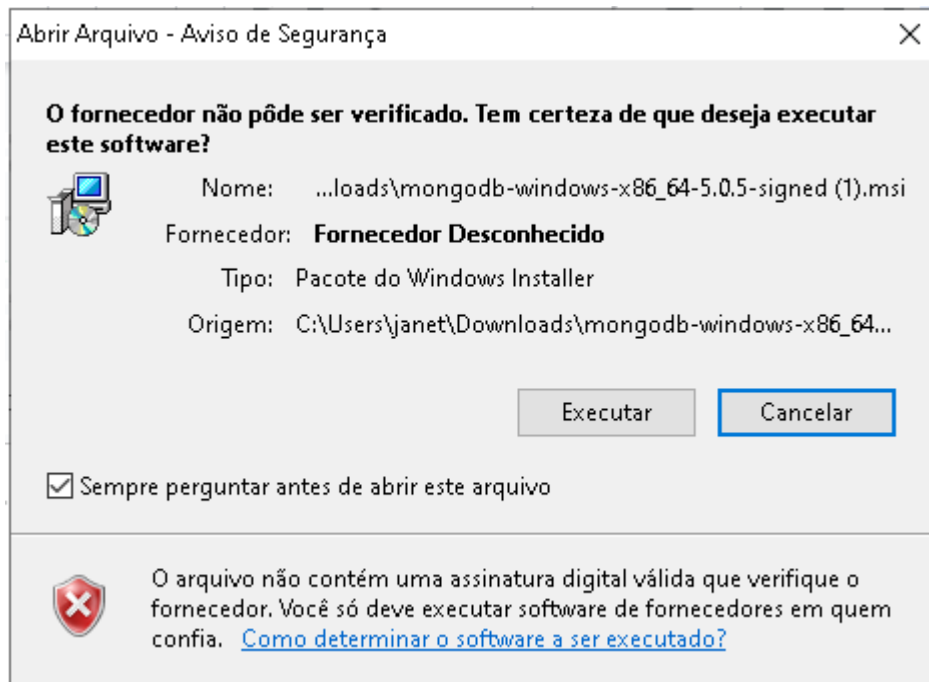 Abrir Arquivo - Aviso de Segurança
O fornecedor não pôde ser verificado. Tem certeza de que deseja executar
este software?
Nome: ...loads\mongodb-windows-x86_64-5.0.5-signed (1).msi
Fornecedor: Fornecedor Desconhecido
Tipo: Pacote do Windows Installer
Origem: C:\Users\janet\Downloads\mongodb-windows-x86_64...
Executar Cancelar
Sempre perguntar antes de abrir este arquivo
O arquivo não contém uma assinatura digital válida que verifique o
fornecedor. Você só deve executar software de fornecedores em quem
confia. Como determinar o software a ser executado?